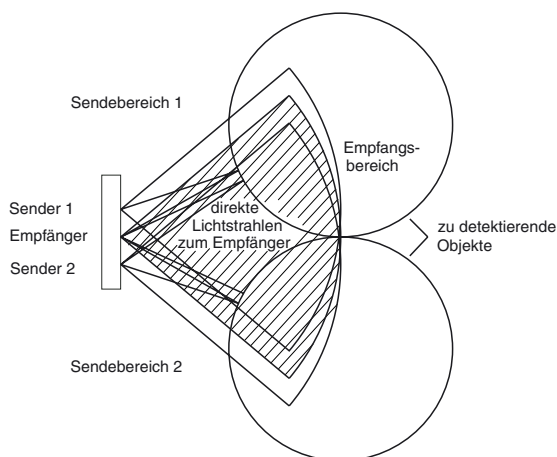 Sendebereich 1
Empfangs-
bereich
Sender 1
Empfänger
Sender 2
direkte
Lichtstrahlen
zum Empfänger
zu detektierende
Objekte
Sendebereich 2